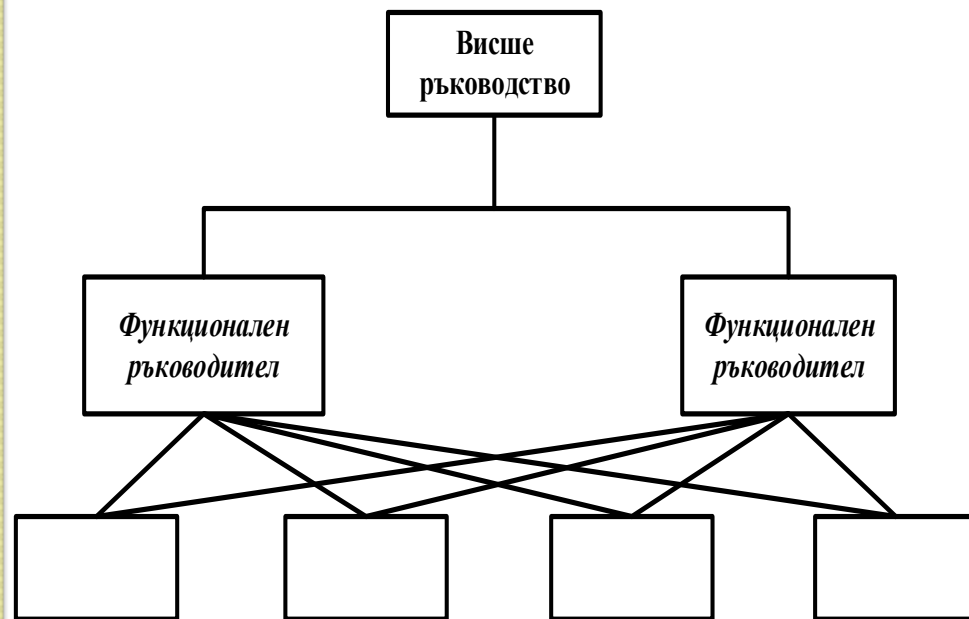 Висше
ръководство
Функционален
ръководител
Функционален
ръководител